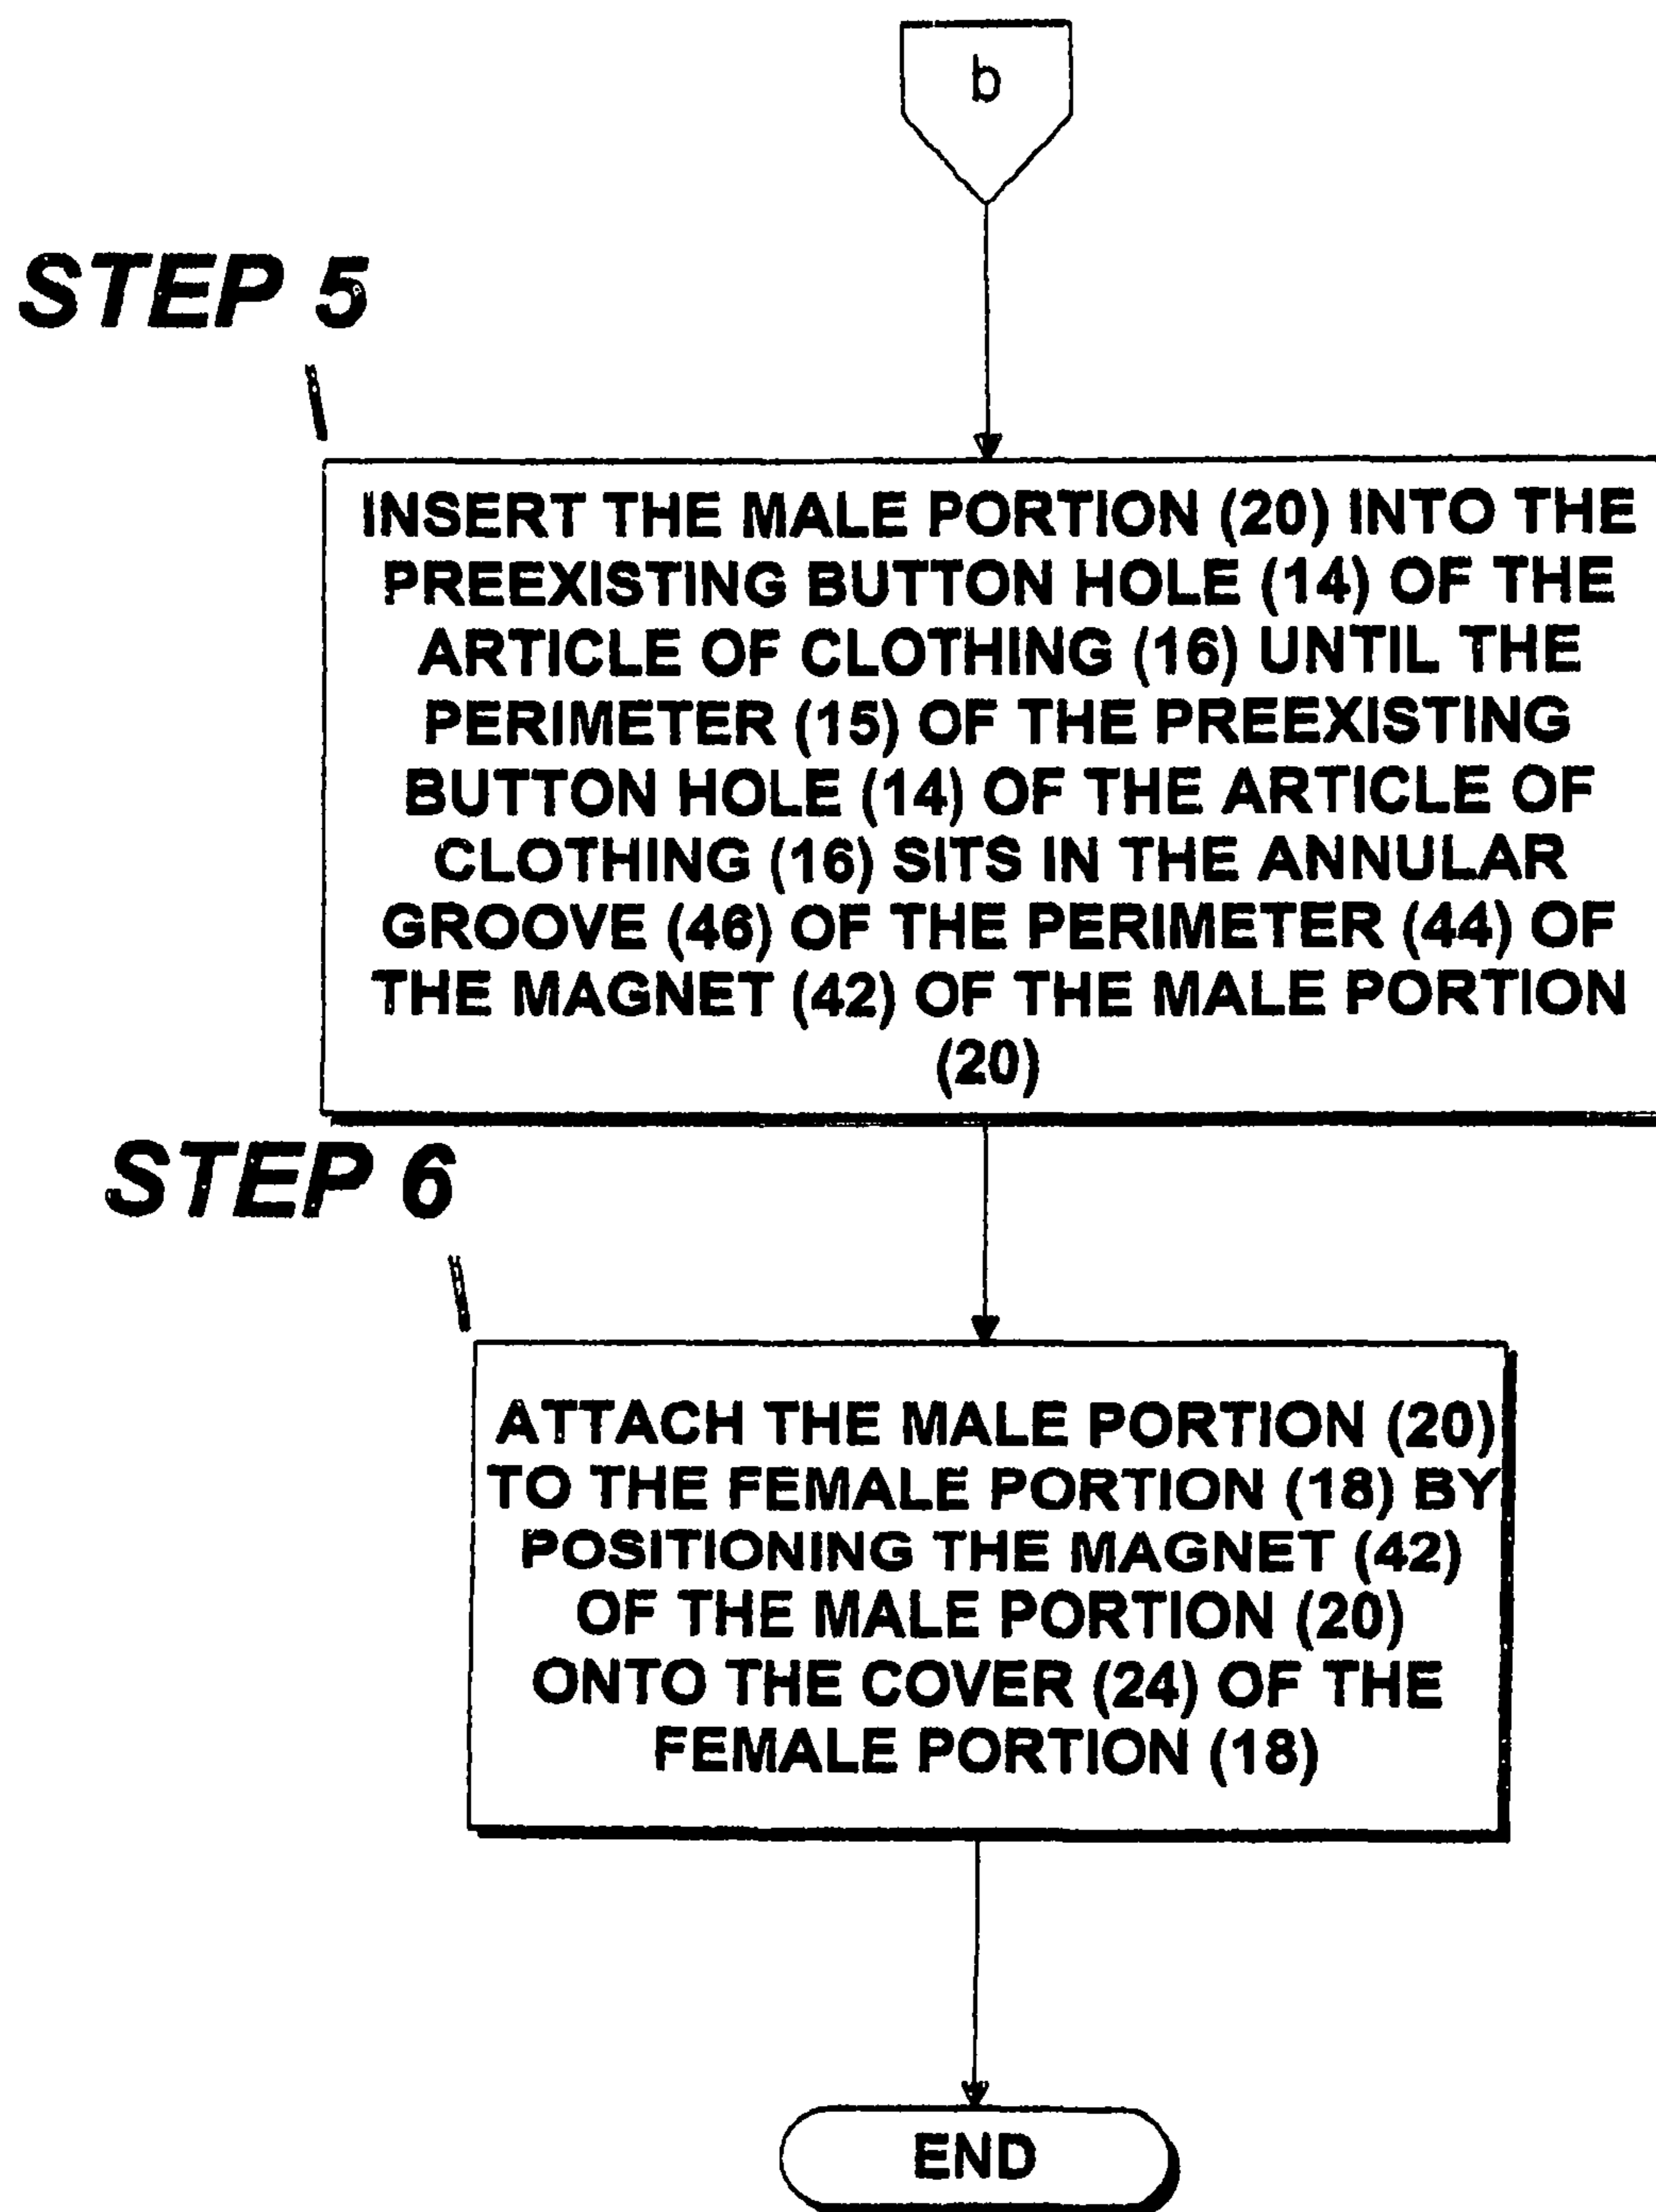 b
STEP 5
INSERT THE MALE PORTION (20) INTO THE
PREEXISTING BUTTON HOLE (14) OF THE
ARTICLE OF CLOTHING (16) UNTIL THE
PERIMETER (15) OF THE PREEXISTING
BUTTON HOLE (14) OF THE ARTICLE OF
CLOTHING (16) SITS IN THE ANNULAR
GROOVE (46) OF THE PERIMETER (44) OF
THE MAGNET (42) OF THE MALE PORTION
(20)
STEP 6
ATTACH THE MALE PORTION (20)
TO THE FEMALE PORTION (18) BY
POSITIONING THE MAGNET (42)
OF THE MALE PORTION (20)
ONTO THE COVER (24) OF THE
FEMALE PORTION (18)
END